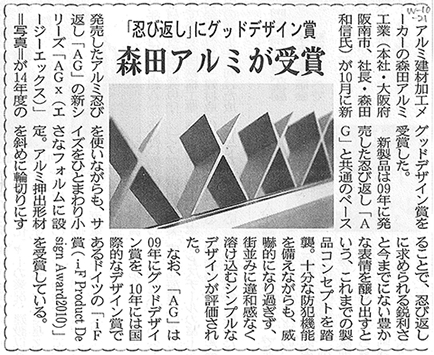 「忍び返し」にグッドデザイン賞
森田アルミが受賞
アルミ建材加工メ
ーカーの森田アルミ
工業(本社・大阪府
阪南市、社長・森田
和信氏)が10月に新
発売したアルミ忍び
返し「AG」の新シ
リーズ「AGx(エ
ージーエックス)」
=写真=が14年度の
グッドデザイン賞を
受賞した。
新製品は09年に発
売した忍び返し「A
G」と共通のベース
を使いながらも、サ
イズをひとまわり小
さなフォルムに設
定。アルミ押出形材
を斜めに輪切りにす
ることで、忍び返し
に求められる鋭利さ
と今までにない豊か
な表情を醸し出すと
いう。これまでの製
品コンセプトを踏
襲。十分な防犯機能
を備えながらも、威
嚇的になり過ぎず、
街並みに違和感なく
溶け込むシンプルな
デザインが評価され
た。
なお、「AG」は
09年にグッドデザイ
ン賞を、10年には国
際的なデザイン賞で
あるドイツの「iF
賞(iF Product De
sign Award2010)」
を受賞している。